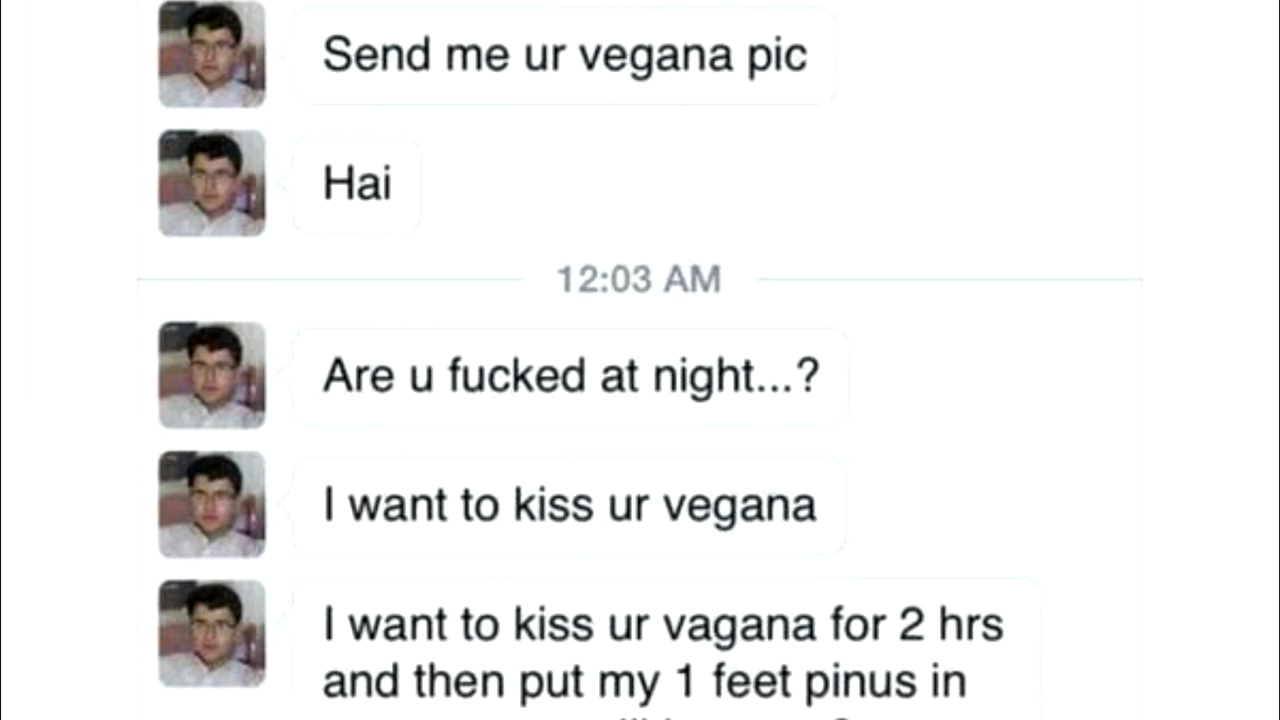 Send me ur vegana pic
Hai
12:03 AM
Are u fucked at night...?
I want to kiss ur vegana
I want to kiss ur vagana for 2 hrs
and then put my 1 feet pinus in